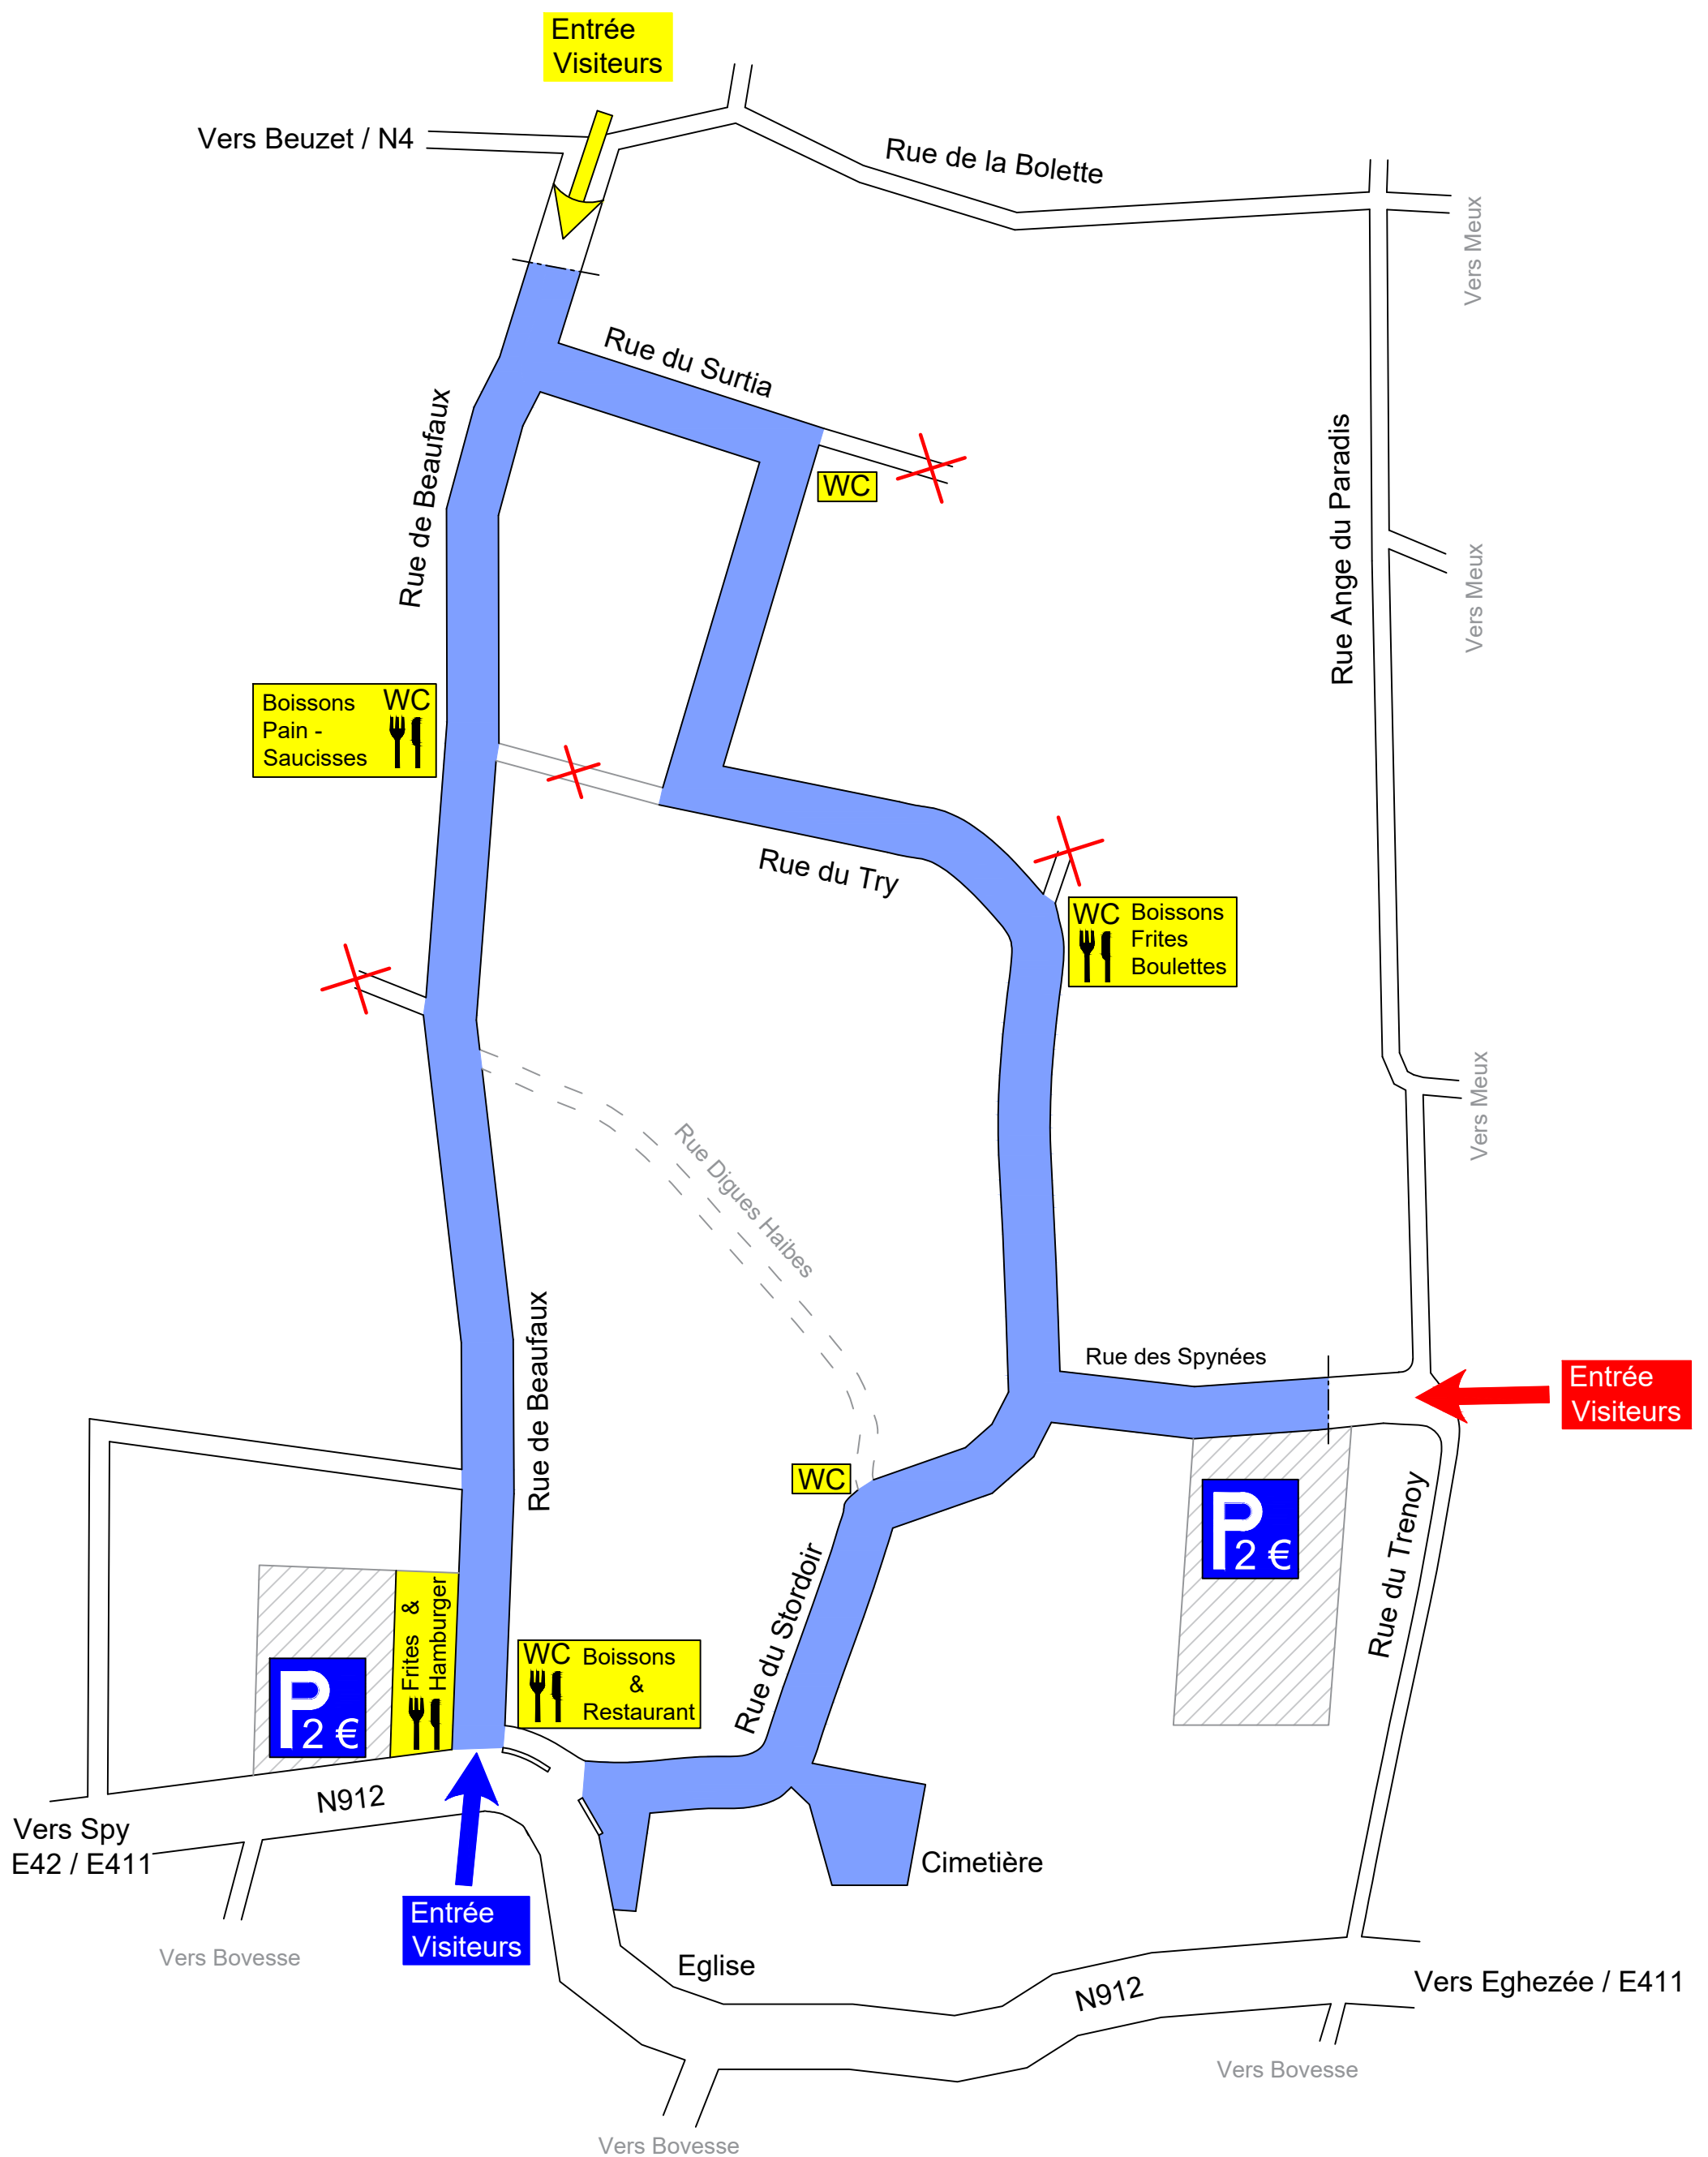 Entrée
Visiteurs
Vers Beuzet / N4
Rue de la Bolette
Vers Meux
Rue du Surtia
Rue de Beaufaux
Rue Ange du Paradis
WC
Vers Meux
Boissons WC
Pain -
Saucisses
Rue du Try
WC Boissons
Frites
Boulettes
Vers Meux
Rue Digues Haibes
Rue de Beaufaux
Rue des Spynées
Entrée
Visiteurs
WC
P
2 €
Rue du Trenoy
Rue du Stordoir
Frites &
Hamburger
WC Boissons
&
Restaurant
P
2 €
N912
Vers Spy
E42 / E411
Cimetière
Entrée
Visiteurs
Vers Bovesse
Eglise
N912
Vers Eghezée / E411
Vers Bovesse
Vers Bovesse